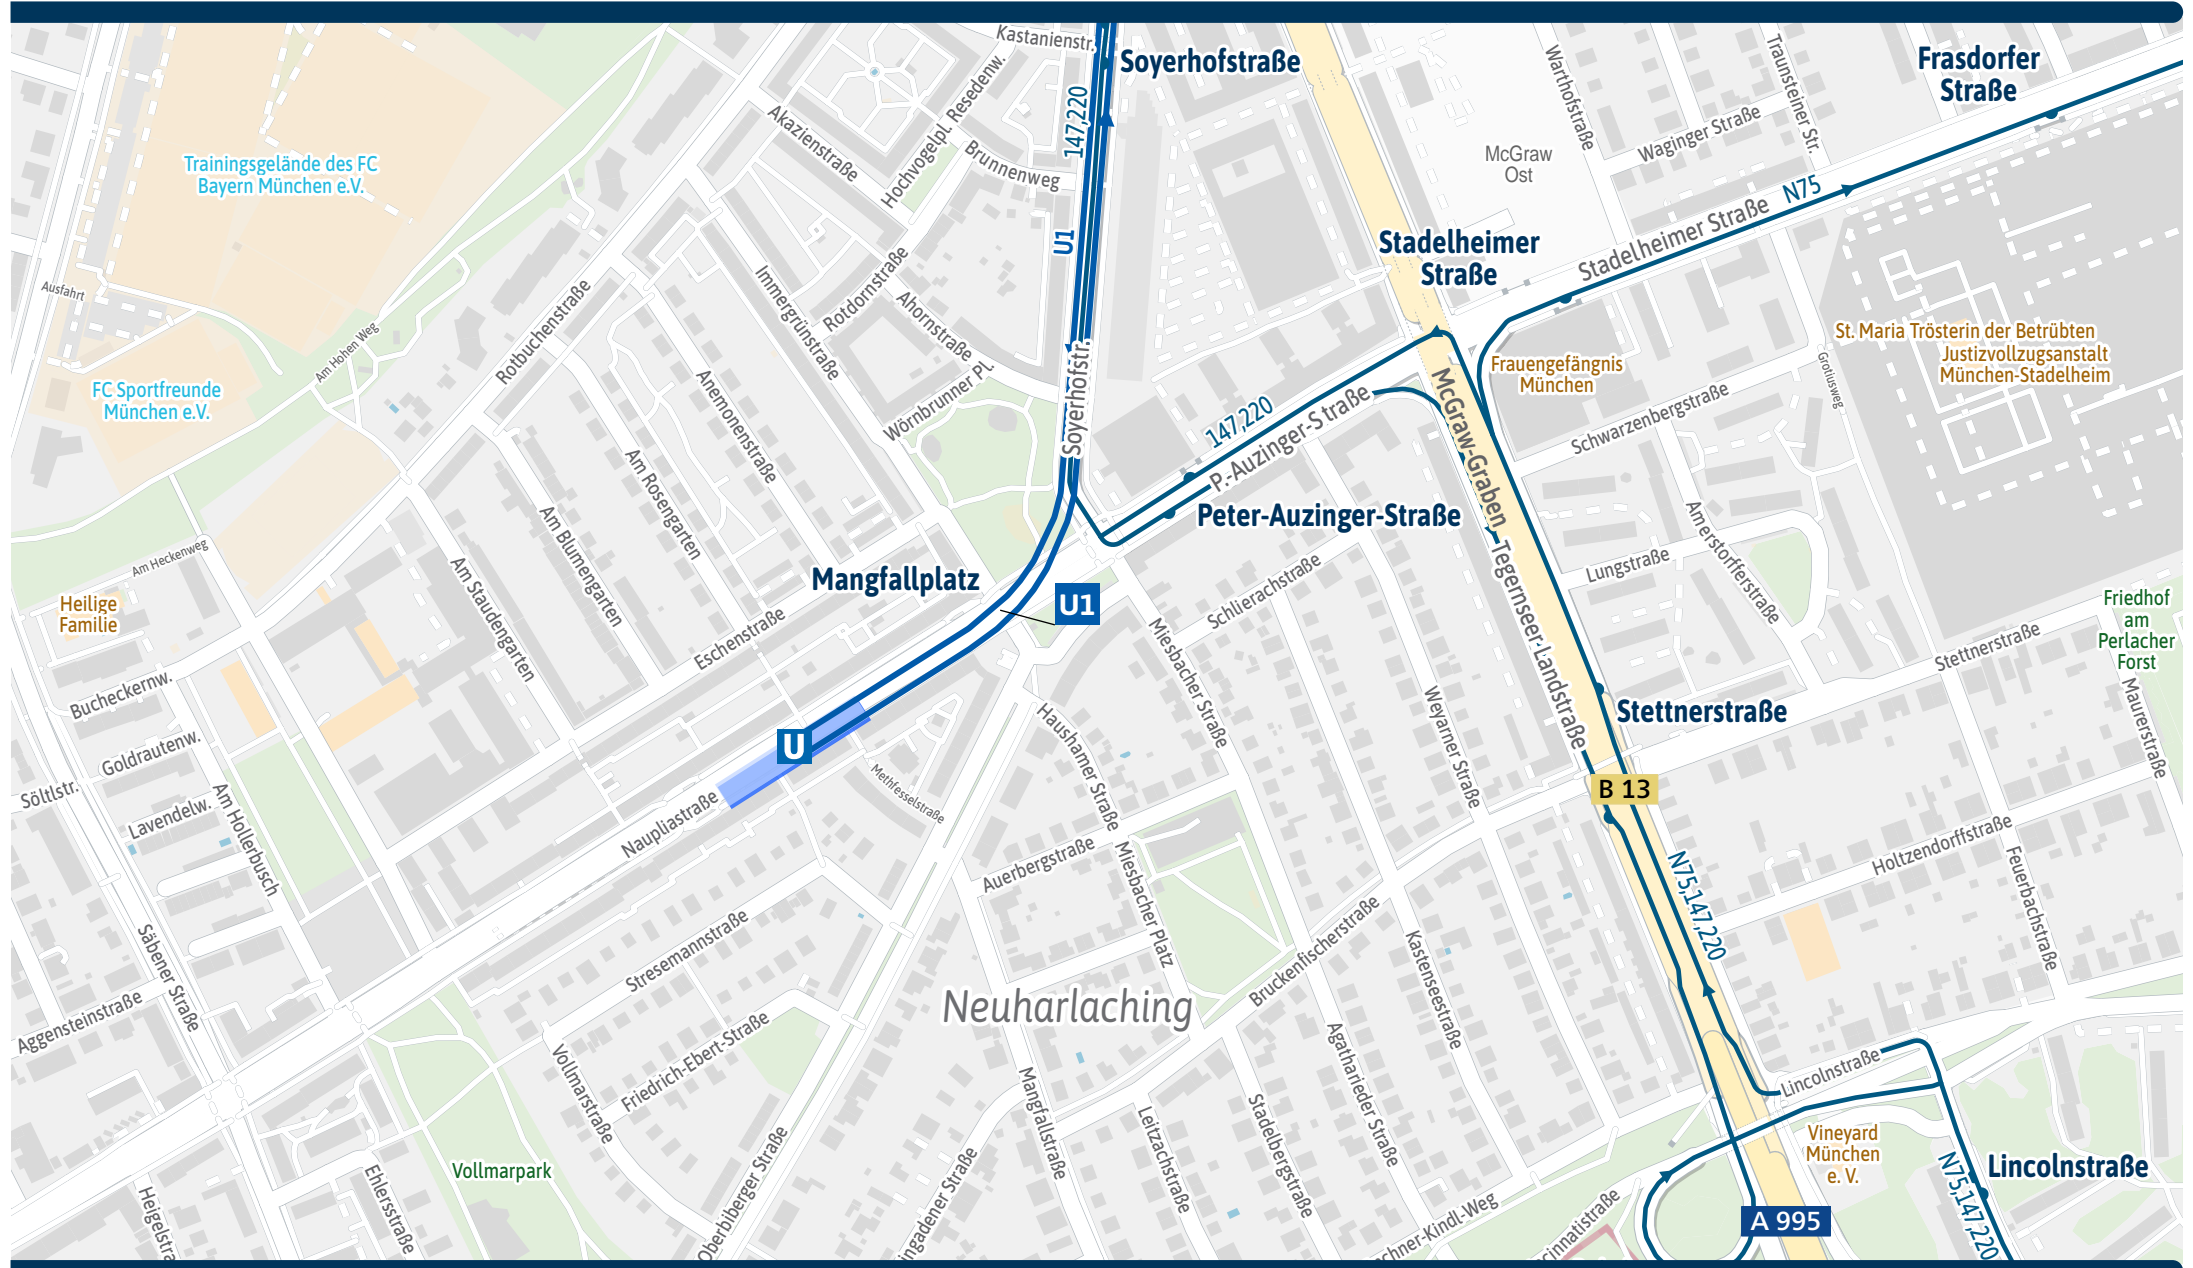 Kastanienstr.
Soyerhofstraße
Frasdorfer
Straße
Warthofstraße
Traunsteiner Str.
Waginger Straße
McGraw
Ost
Akazienstraße
Hochvogelpl.
Resedenw.
Brunnenweg
147,220
U1
Trainingsgelände des FC
Bayern München e.V.
N75
Stadelheimer Straße
Stadelheimer
Straße
Ausfahrt
Am Hohen Weg
Rotbuchenstraße
Immergrünstraße
Rotdornstraße
Ahornstraße
Wörnbrunner Pl.
Soyerhofstr.
FC Sportfreunde
München e.V.
Anemonenstraße
Am Rosengarten
Am Blumengarten
Am Staudengarten
147,220
P.-Auzinger-Straße
Peter-Auzinger-Straße
McGraw-Graben
Frauengefängnis
München
St. Maria Trösterin der Betrübten
Justizvollzugsanstalt
München-Stadelheim
Grotiusweg
Schwarzenbergstraße
Amerstorfferstraße
Lungstraße
Tegernseer Landstraße
Am Heckenweg
Heilige
Familie
Mangfallplatz
U1
Eschenstraße
Schlierachstraße
Miesbacher Straße
Weyarner Straße
Stettnerstraße
Friedhof
am
Perlacher
Forst
Maurerstraße
Stettnerstraße
Bucheckernw.
Goldrautenw.
Söltlstr.
Lavendelw.
Am Hollerbusch
U
Naupliastraße
Methfesselstraße
Haushamer Straße
B 13
Auerbergstraße
Miesbacher Platz
Holtzendorffstraße
Feuerbachstraße
N75,147,220
Säbener Straße
Aggensteinstraße
Stresemannstraße
Neuharlaching
Bruckenfischerstraße
Kastenseestraße
Friedrich-Ebert-Straße
Vollmarstraße
Mangfallstraße
Agatharieder Straße
Stadelbergstraße
Leitzachstraße
Lincolnstraße
Vineyard
München
e. V.
Lincolnstraße
N75,147,220
A 995
Vollmarpark
Ehlersstraße
Heigelstra
Oberbiberger Straße
ingadener Straße
chner-Kindl-Weg
cinnatistraße